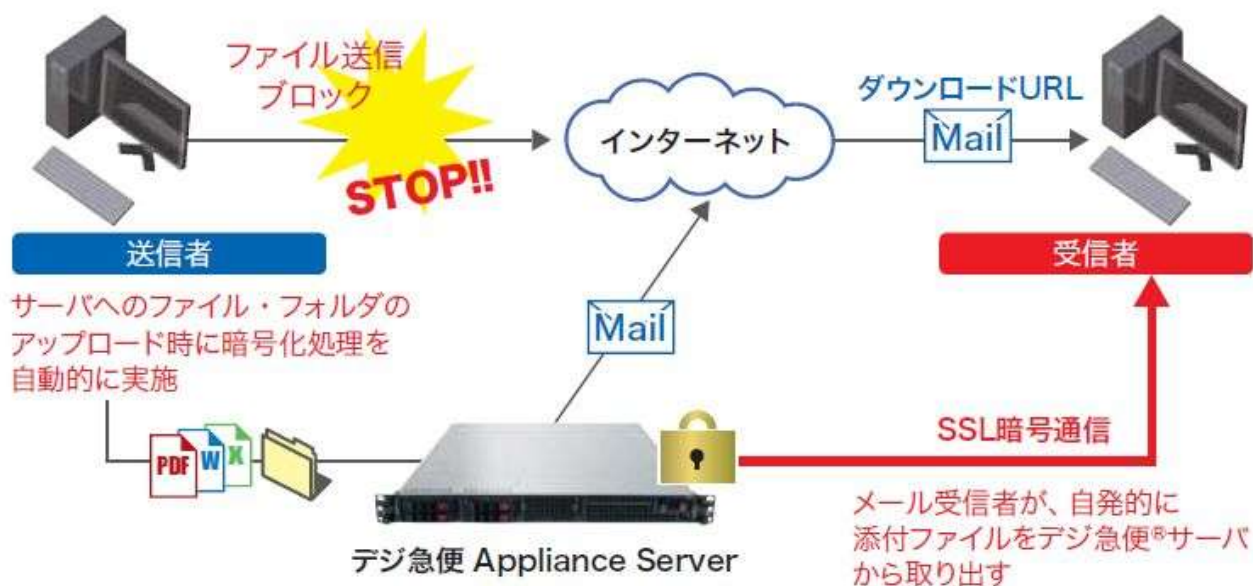 ファイル送信
ブロック
STOP!!
インターネット
ダウンロードURL
Mail
送信者
受信者
サーバへのファイル・フォルダの
アップロード時に暗号化処理を
自動的に実施
Mail
PDF
W
X
SSL暗号通信
デジ急便 Appliance Server
メール受信者が、自発的に
添付ファイルをデジ急便®サーバ
から取り出す